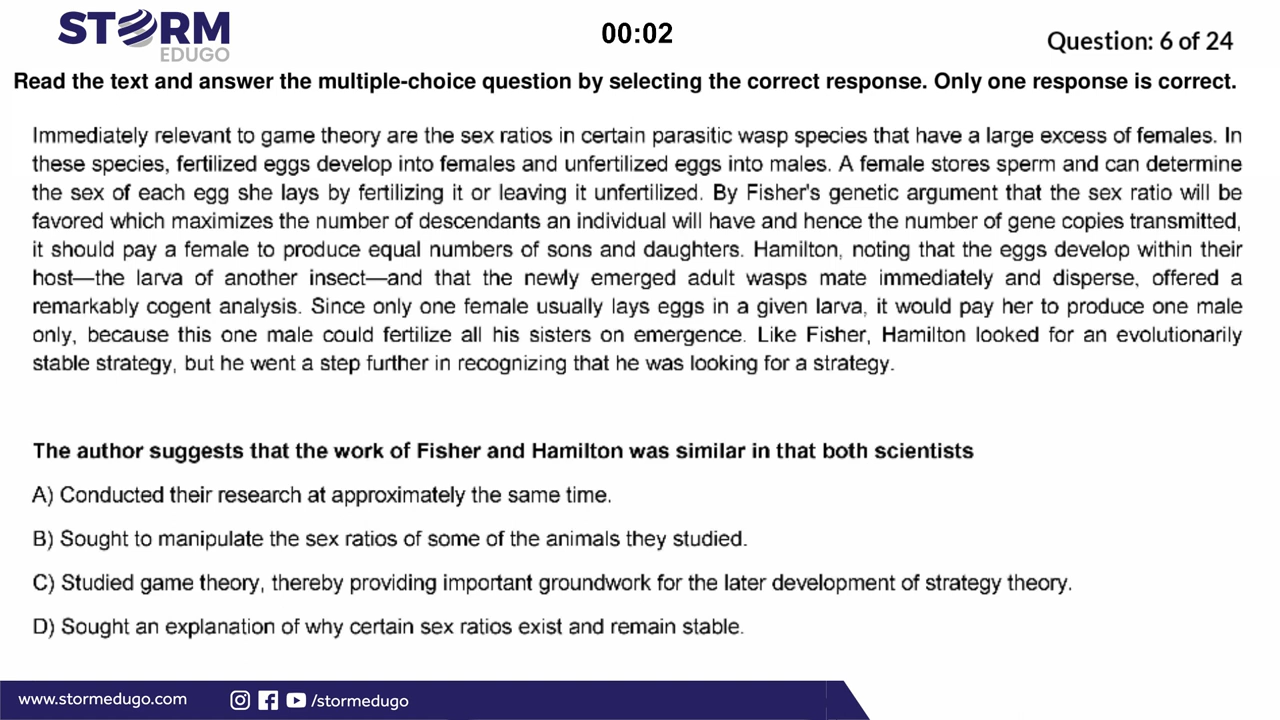 STORM
EDUGO
00:02
Question: 6 of 24
Read the text and answer the multiple-choice question by selecting the correct response. Only one response is correct.
Immediately relevant to game theory are the sex ratios in certain parasitic wasp species that have a large excess of females. In
these species, fertilized eggs develop into females and unfertilized eggs into males. A female stores sperm and can determine
the sex of each egg she lays by fertilizing it or leaving it unfertilized. By Fisher's genetic argument that the sex ratio will be
favored which maximizes the number of descendants an individual will have and hence the number of gene copies transmitted,
it should pay a female to produce equal numbers of sons and daughters. Hamilton, noting that the eggs develop within their
host—the larva of another insect—and that the newly emerged adult wasps mate immediately and disperse, offered a
remarkably cogent analysis. Since only one female usually lays eggs in a given larva, it would pay her to produce one male
only, because this one male could fertilize all his sisters on emergence. Like Fisher, Hamilton looked for an evolutionarily
stable strategy, but he went a step further in recognizing that he was looking for a strategy.
The author suggests that the work of Fisher and Hamilton was similar in that both scientists
A) Conducted their research at approximately the same time.
B) Sought to manipulate the sex ratios of some of the animals they studied.
C) Studied game theory, thereby providing important groundwork for the later development of strategy theory.
D) Sought an explanation of why certain sex ratios exist and remain stable.
www.stormedugo.com
/stormedugo